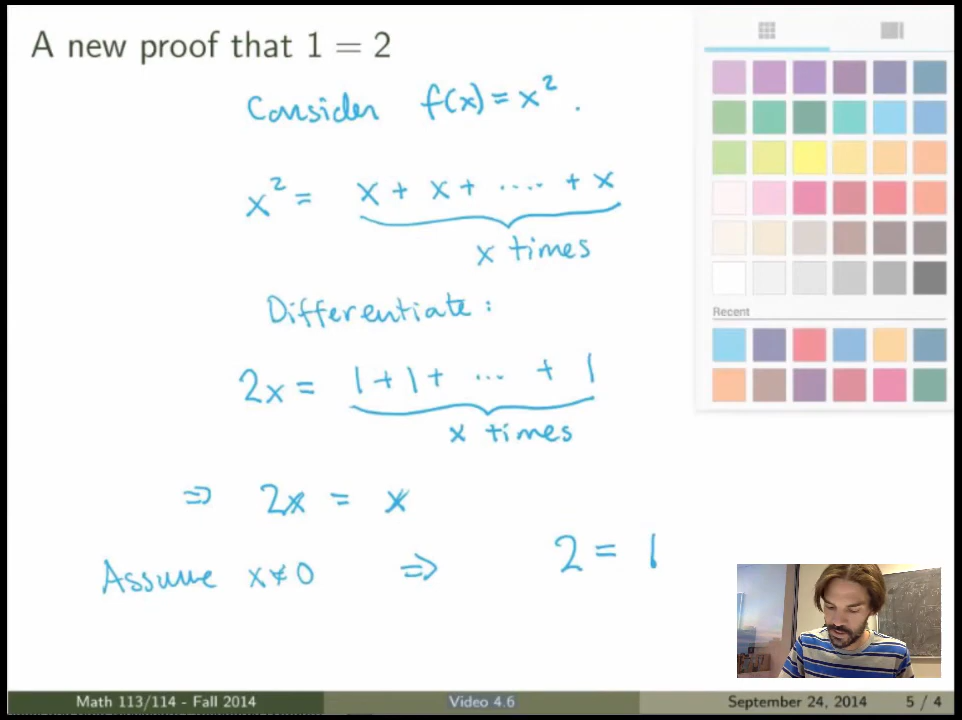 A new proof that 1 = 2
Consider f(x) = x² .
x² = x + x + .... + x
x times
Differentiate :
2x = 1 + 1 + ... + 1
x times
⇒ 2x = x
Assume x ≠ 0 ⇒ 2 = 1
Recent
Math 113/114 - Fall 2014 Video 4.6 September 24, 2014 5 / 4